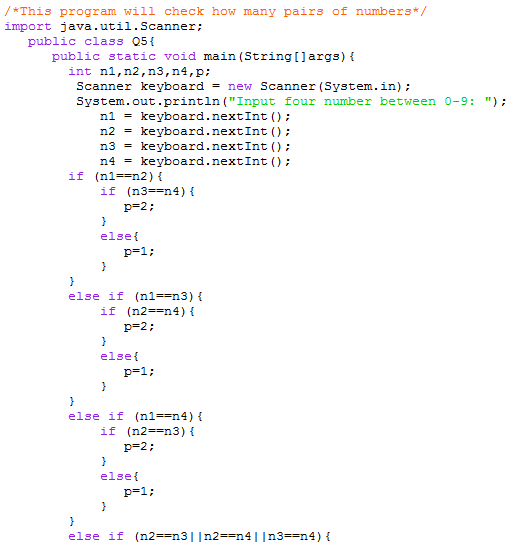 /*This program will check how many pairs of numbers*/
import java.util.Scanner;
public class Q5{
public static void main(String[]args){
int n1,n2,n3,n4,p;
Scanner keyboard = new Scanner(System.in);
System.out.println("Input four number between 0-9: ");
n1 = keyboard.nextInt();
n2 = keyboard.nextInt();
n3 = keyboard.nextInt();
n4 = keyboard.nextInt();
if (n1==n2){
if (n3==n4){
p=2;
}
else{
p=1;
}
}
else if (n1==n3){
if (n2==n4){
p=2;
}
else{
p=1;
}
}
else if (n1==n4){
if (n2==n3){
p=2;
}
else{
p=1;
}
}
else if (n2==n3||n2==n4||n3==n4){